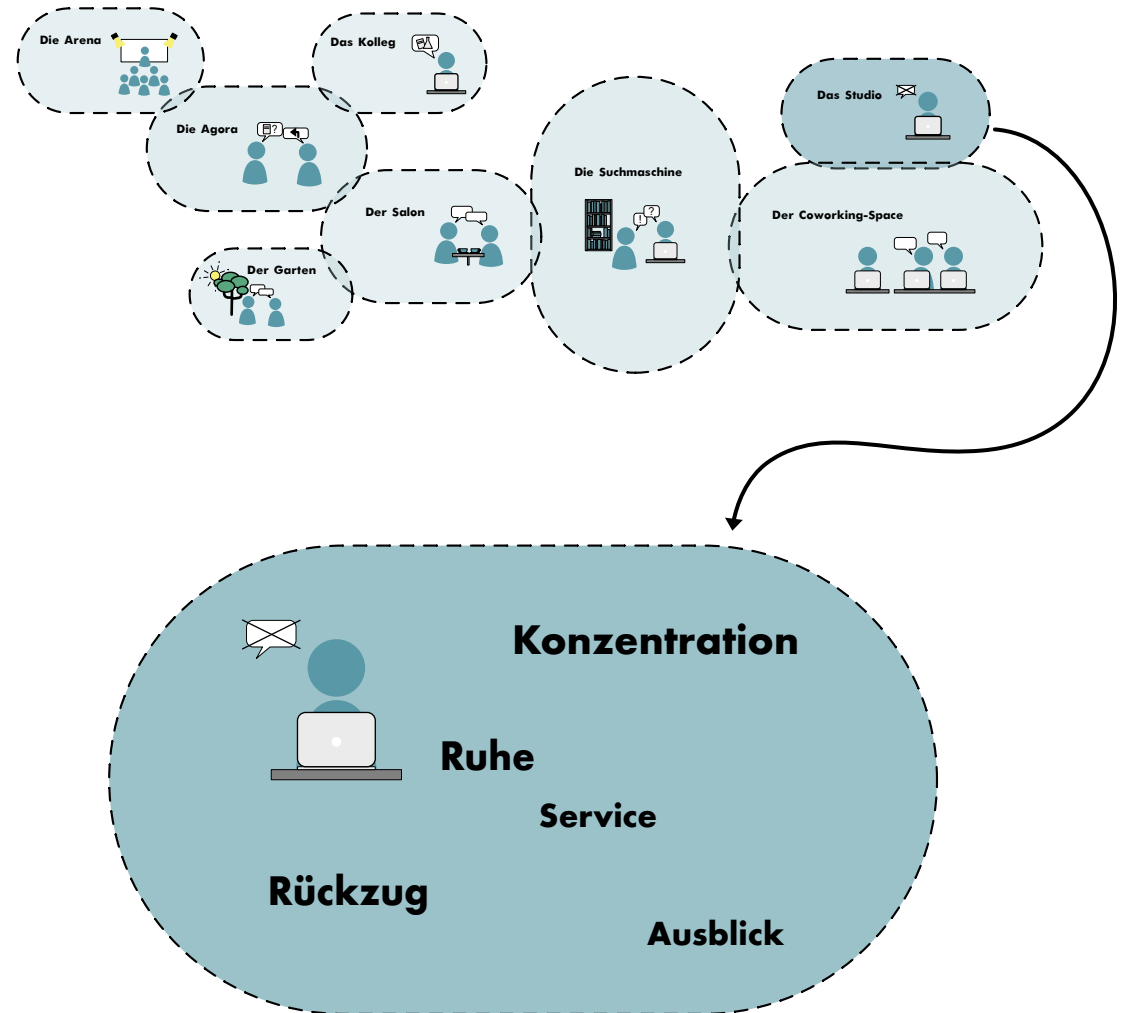 Die Arena
Das Kolleg
Die Agora
?
Das Studio
Die Suchmaschine
Der Salon
Der Coworking-Space
! ?
Der Garten
Konzentration
Ruhe
Service
Rückzug
Ausblick